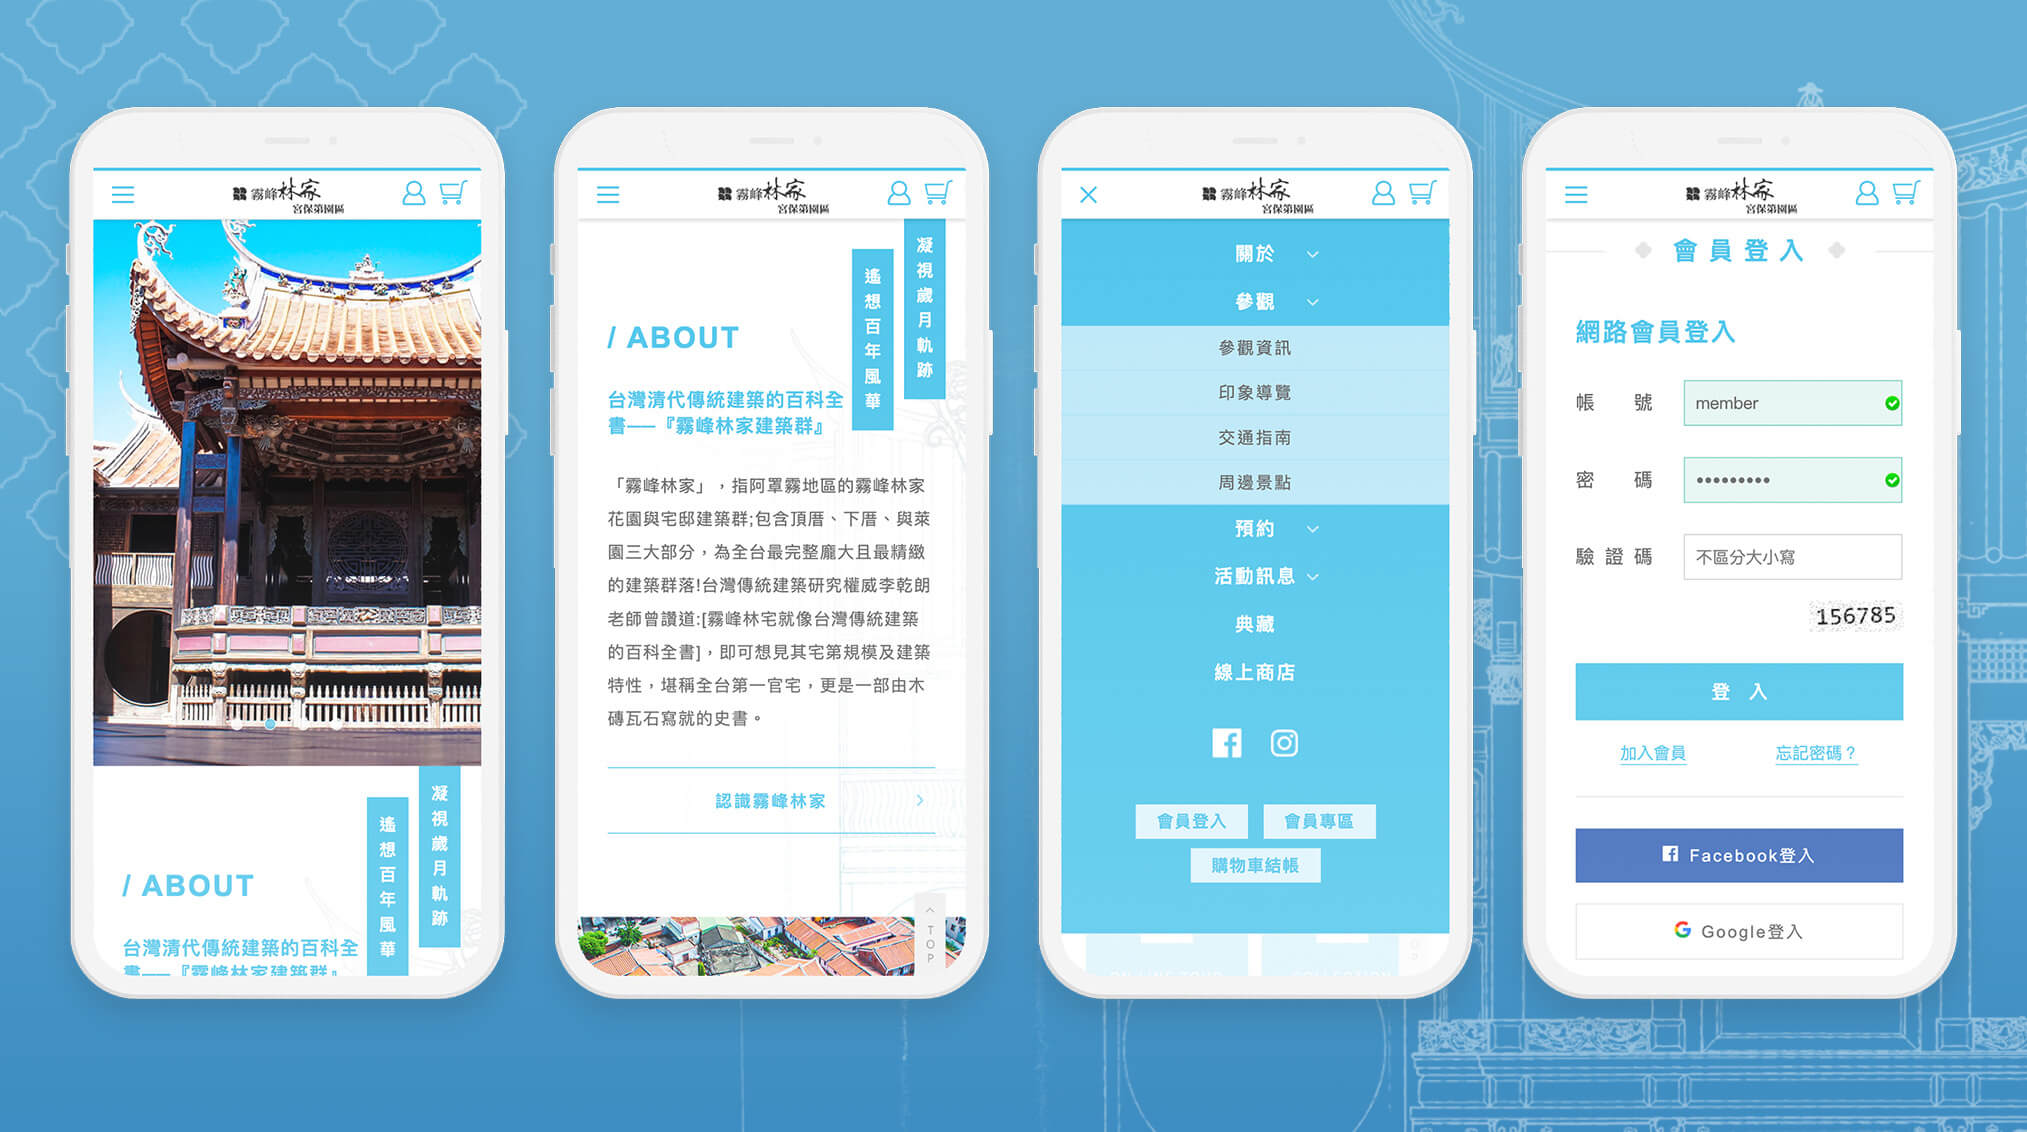 霧峰林家
宮保第園區
凝視歲月軌跡
遙想百年風華
/ ABOUT
台灣清代傳統建築的百科全
書──『霧峰林家建築群』
霧峰林家
宮保第園區
凝視歲月軌跡
遙想百年風華
/ ABOUT
台灣清代傳統建築的百科全
書──『霧峰林家建築群』
「霧峰林家」，指阿罩霧地區的霧峰林家
花園與宅邸建築群;包含頂厝、下厝、與萊
園三大部分，為全台最完整龐大且最精緻
的建築群落!台灣傳統建築研究權威李乾朗
老師曾讚道:[霧峰林宅就像台灣傳統建築
的百科全書]，即可想見其宅第規模及建築
特性，堪稱全台第一官宅，更是一部由木
磚瓦石寫就的史書。
認識霧峰林家
TOP
霧峰林家
宮保第園區
關於
參觀
參觀資訊
印象導覽
交通指南
周邊景點
預約
活動訊息
典藏
線上商店
會員登入
會員專區
購物車結帳
霧峰林家
宮保第園區
會員登入
網路會員登入
帳號
member
密碼
•••••••••
驗證碼
不區分大小寫
156785
登 入
加入會員
忘記密碼？
Facebook登入
Google登入